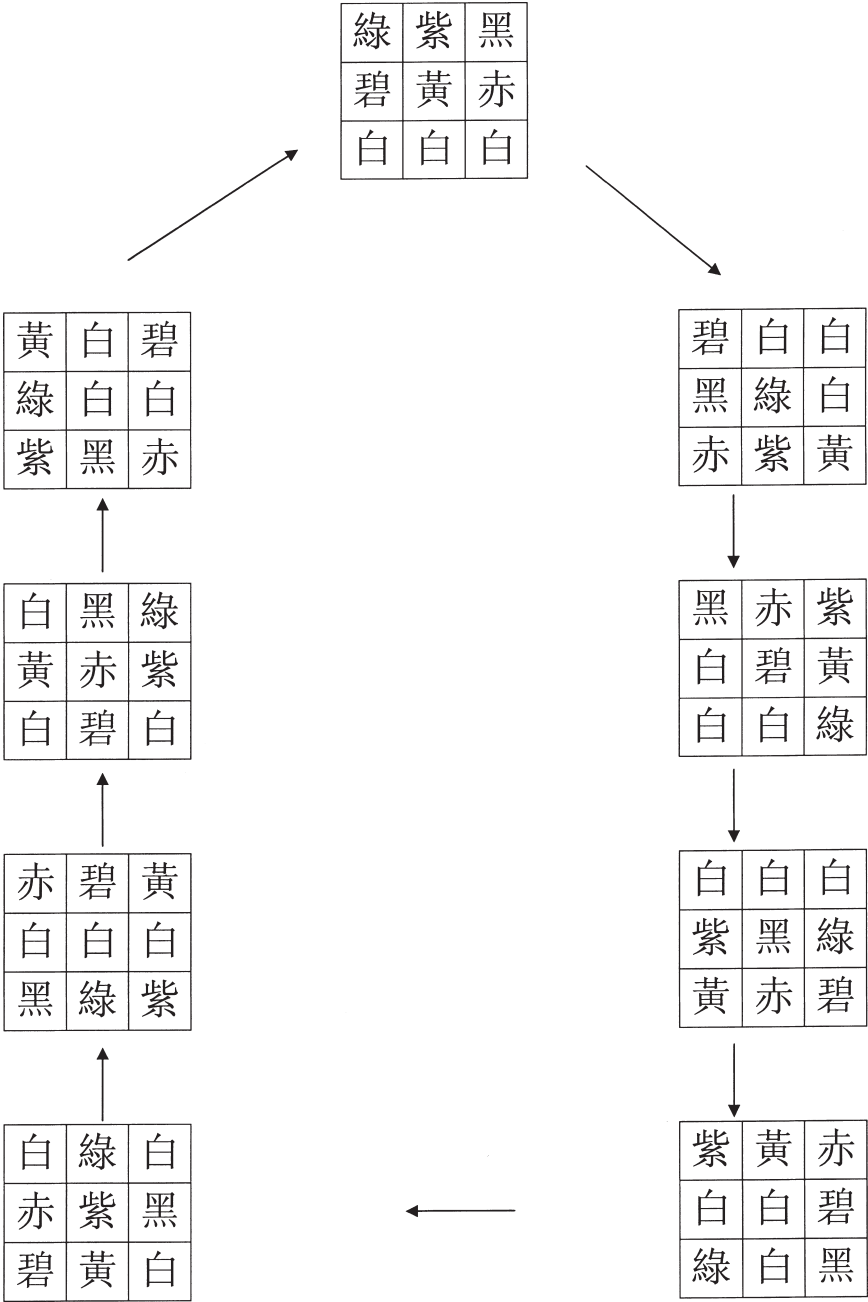 綠 紫 黑
碧 黃 赤
白 白 白
碧 白 白
黑 綠 白
赤 紫 黃
黑 赤 紫
白 碧 黃
白 白 綠
白 白 白
紫 黑 綠
黃 赤 碧
紫 黃 赤
白 白 碧
綠 白 黑
白 綠 白
赤 紫 黑
碧 黃 白
赤 碧 黃
白 白 白
黑 綠 紫
白 黑 綠
黃 赤 紫
白 碧 白
黃 白 碧
綠 白 白
紫 黑 赤